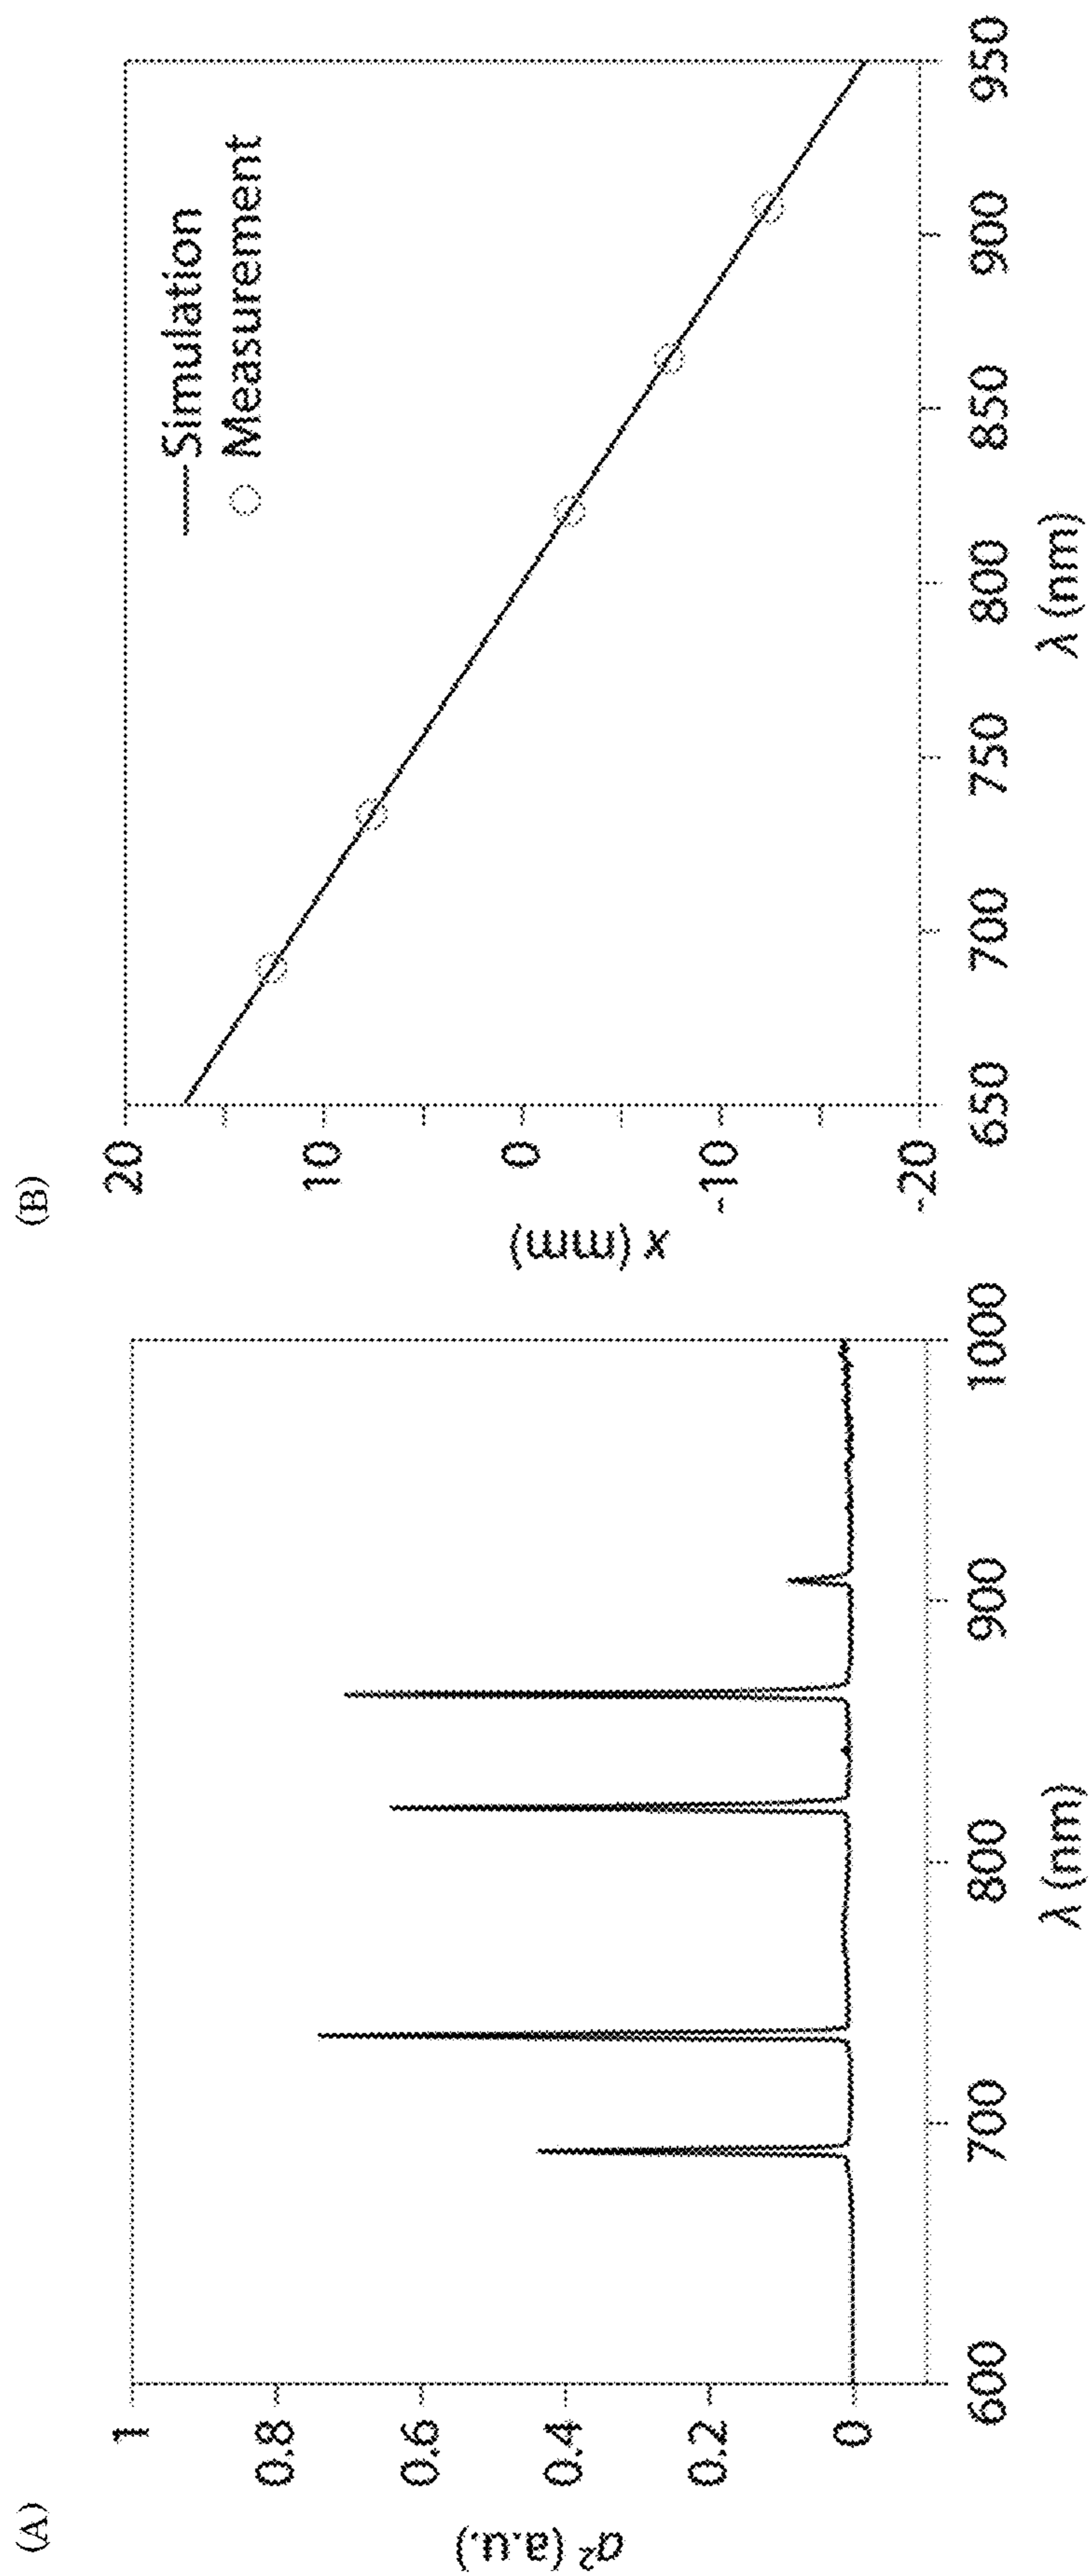 (A)
a² (a.u.)
1
0.8
0.6
0.4
0.2
0
600
700
800
900
1000
λ (nm)
(B)
x (mm)
20
10
0
-10
-20
Simulation
Measurement
650
700
750
800
850
900
950
λ (nm)